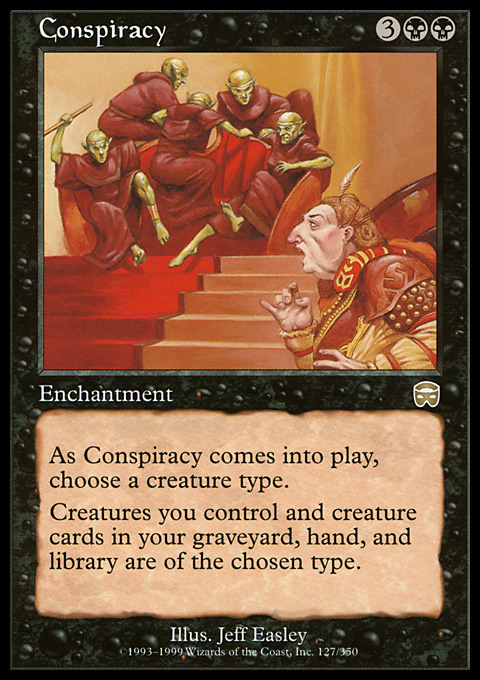 Conspiracy 3
Enchantment
As Conspiracy comes into play,
choose a creature type.
Creatures you control and creature
cards in your graveyard, hand, and
library are of the chosen type.
Illus. Jeff Easley
©1993–1999 Wizards of the Coast, Inc. 127/350